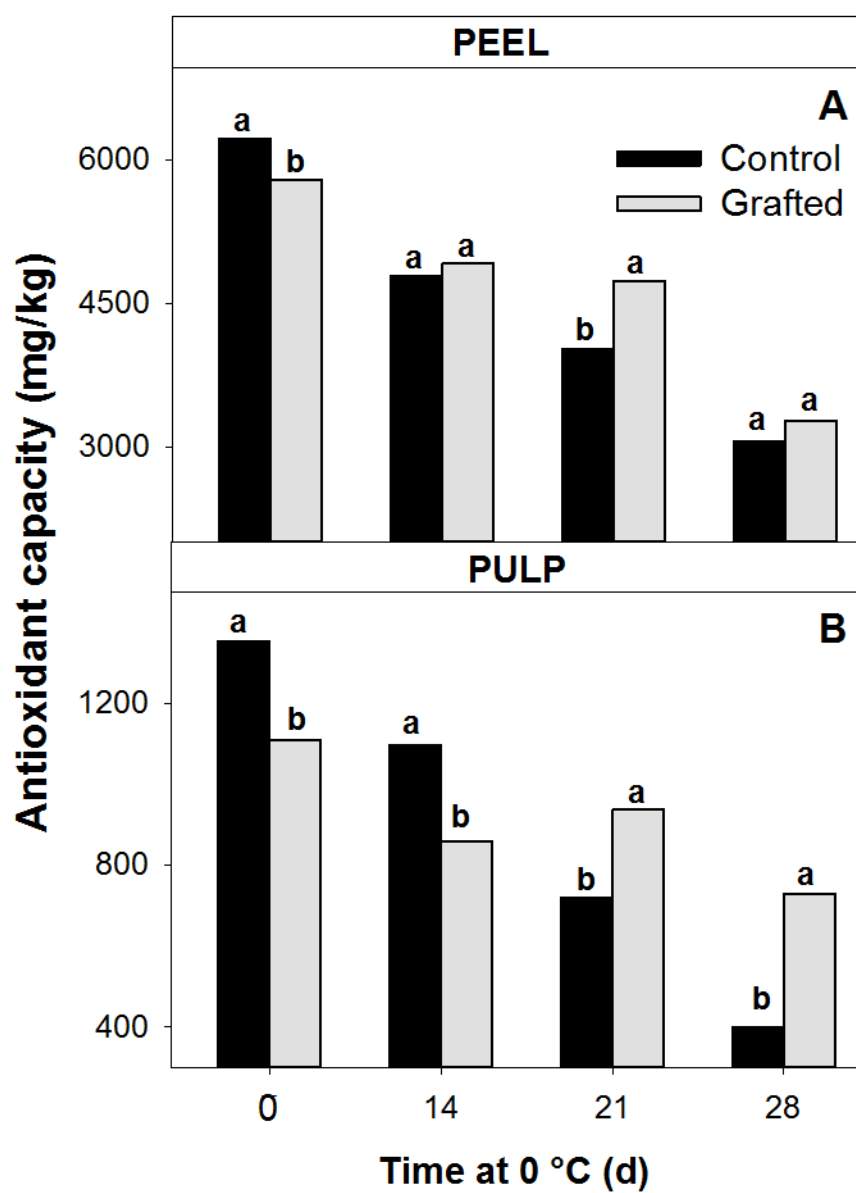 PEEL
A
Control
Grafted
6000
4500
3000
a
b
a
a
b
a
a
a
Antioxidant capacity (mg/kg)
PULP
B
1200
800
400
a
b
a
b
b
a
b
a
0
14
21
28
Time at 0 °C (d)